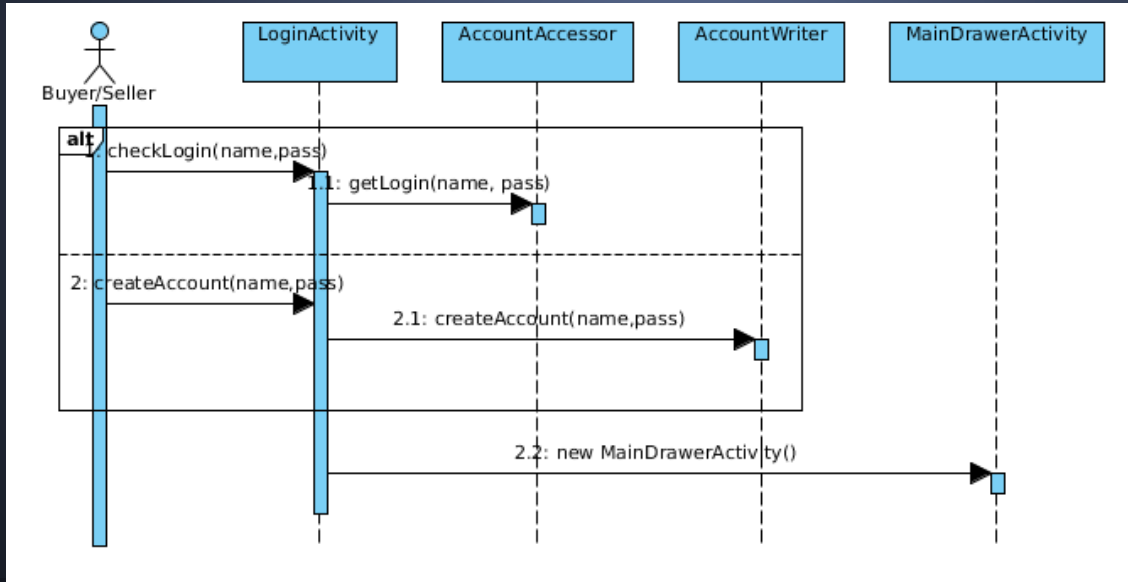 LoginActivity
AccountAccessor
AccountWriter
MainDrawerActivity
Buyer/Seller
alt
1: checkLogin(name,pass)
1.1: getLogin(name, pass)
2: createAccount(name,pass)
2.1: createAccount(name,pass)
2.2: new MainDrawerActivity()